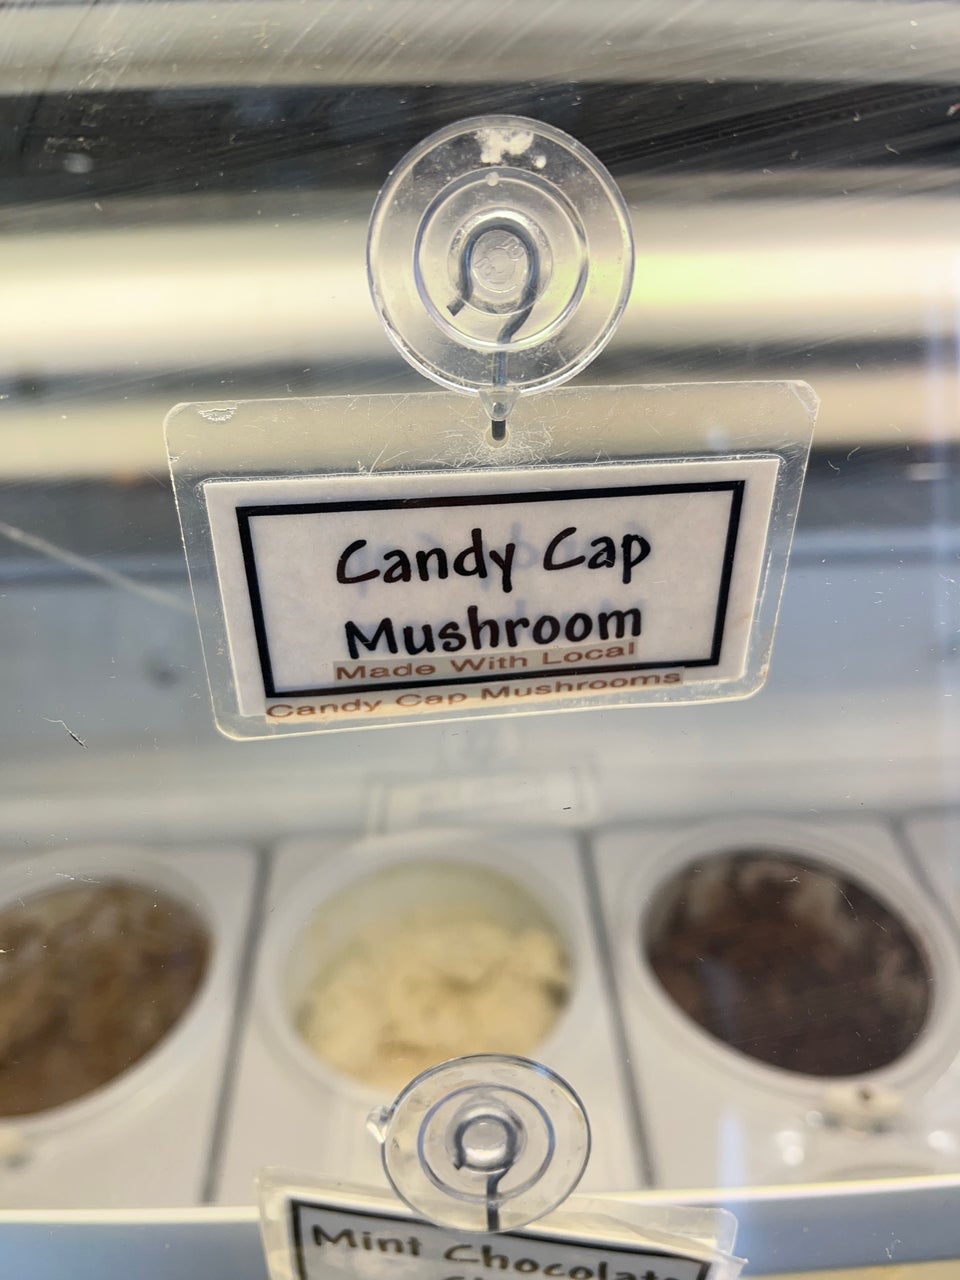 Candy Cap
Mushroom
Made With Local
Candy Cap Mushrooms
Mint Chocolate